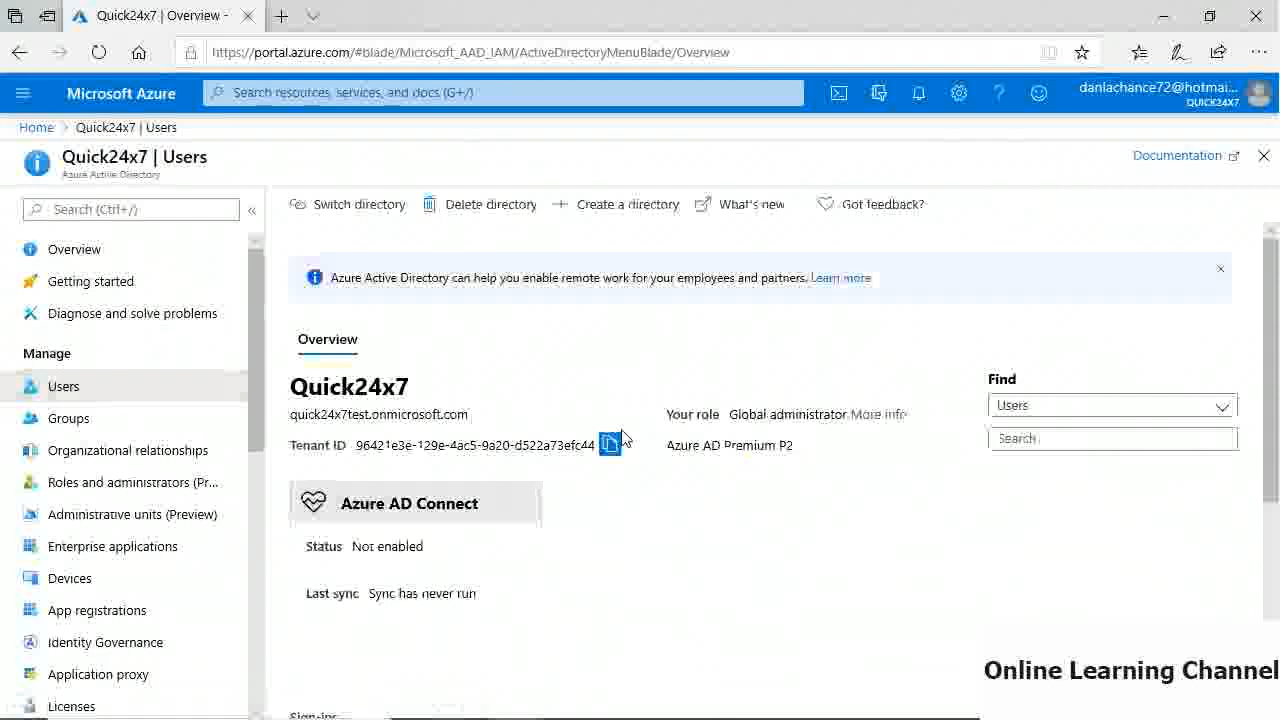 Quick24x7 | Overview -
https://portal.azure.com/#blade/Microsoft_AAD_IAM/ActiveDirectoryMenuBlade/Overview
Microsoft Azure
Search resources, services, and docs (G+/)
danlachance72@hotmai...
QUICK24X7
Home
Quick24x7 | Users
Quick24x7 | Users
Azure Active Directory
Documentation
Search (Ctrl+/)
«
Switch directory
Delete directory
Create a directory
What's new
Got feedback?
Overview
Getting started
Diagnose and solve problems
Manage
Users
Groups
Organizational relationships
Roles and administrators (Pr...
Administrative units (Preview)
Enterprise applications
Devices
App registrations
Identity Governance
Application proxy
Licenses
Azure Active Directory can help you enable remote work for your employees and partners. Learn more
Overview
Quick24x7
quick24x7test.onmicrosoft.com
Tenant ID 96421e3e-129e-4ac5-9a20-d522a73efc44
Your role Global administrator More info
Azure AD Premium P2
Find
Users
Search
Azure AD Connect
Status Not enabled
Last sync Sync has never run
Sign-ins
Online Learning Channel